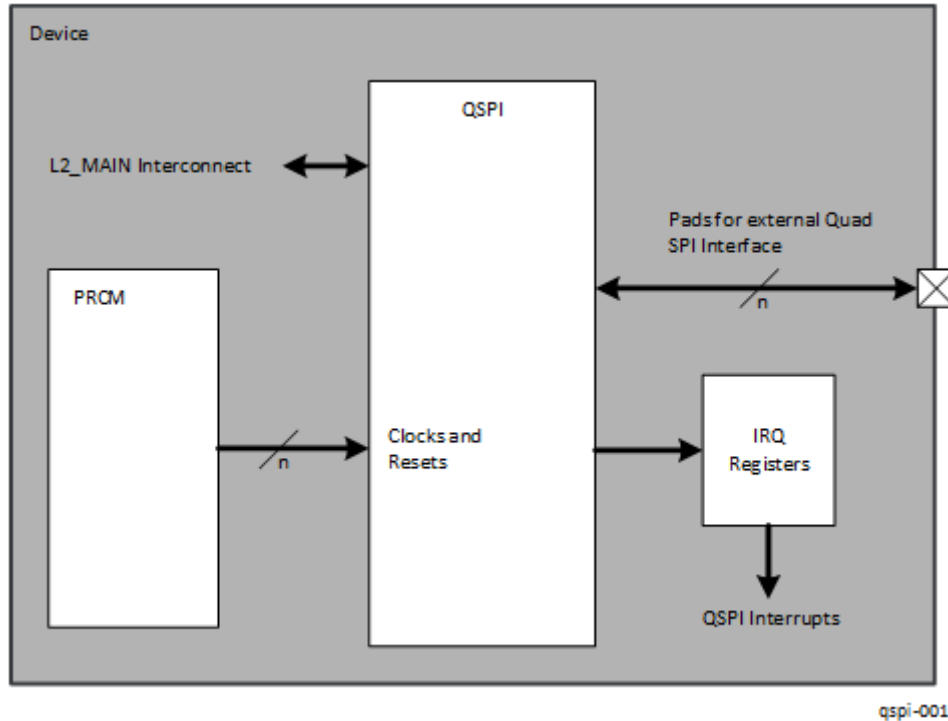 Device
QSPI
L2_MAIN Interconnect
Pads for external Quad
SPI Interface
n
PRCM
Clocks and
Resets
n
IRQ
Registers
QSPI Interrupts
qspi-001